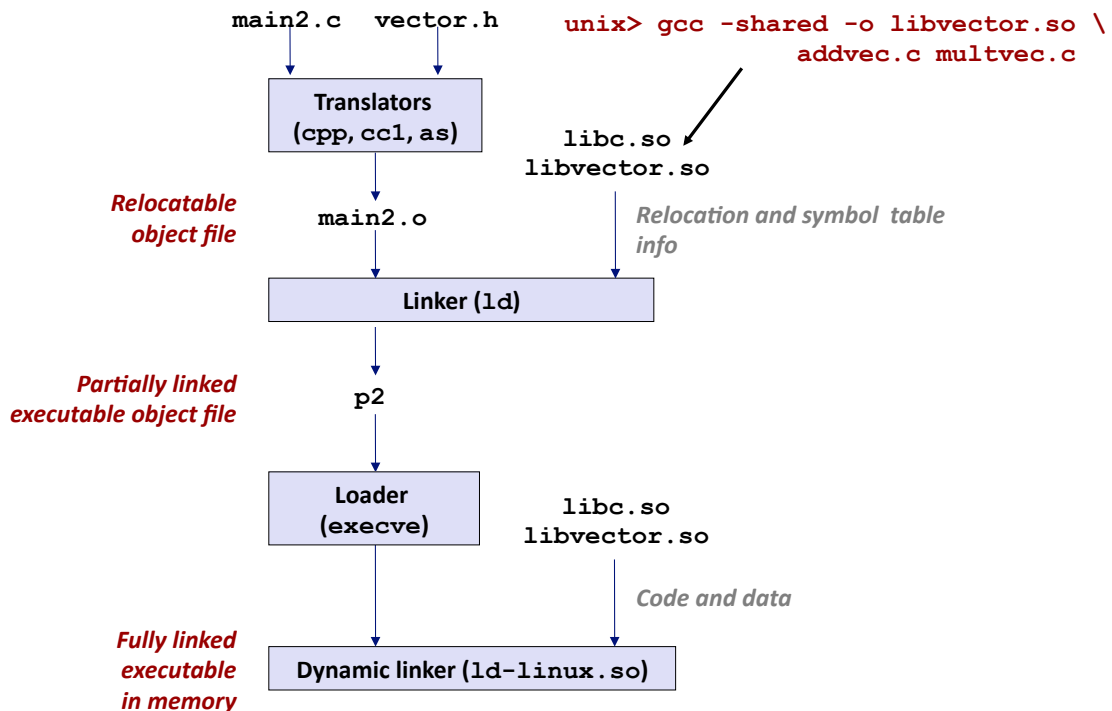 main2.c vector.h
unix> gcc -shared -o libvector.so \
addvec.c multvec.c
Translators
(cpp, cc1, as)
libc.so
libvector.so
Relocatable
object file
main2.o
Relocation and symbol table
info
Linker (ld)
Partially linked
executable object file
p2
Loader
(execve)
libc.so
libvector.so
Code and data
Fully linked
executable
in memory
Dynamic linker (ld-linux.so)